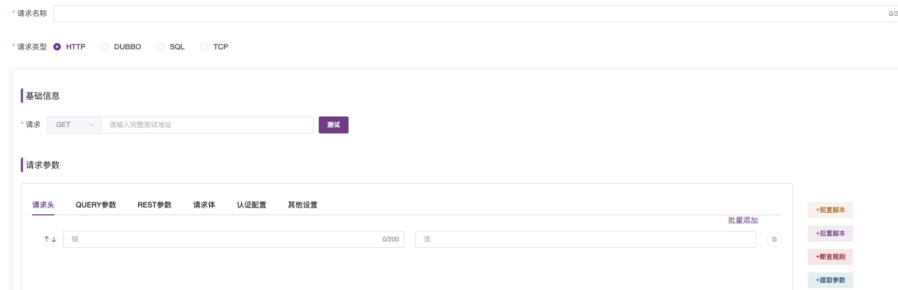 * 请求名称 0/2
* 请求类型 HTTP DUBBO SQL TCP
基础信息
* 请求 GET 请输入完整测试地址 测试
请求参数
请求头 QUERY参数 REST参数 请求体 认证配置 其他设置
批量添加
↑↓ 键 0/200 值
+前置脚本
+后置脚本
+断言规则
+提取参数